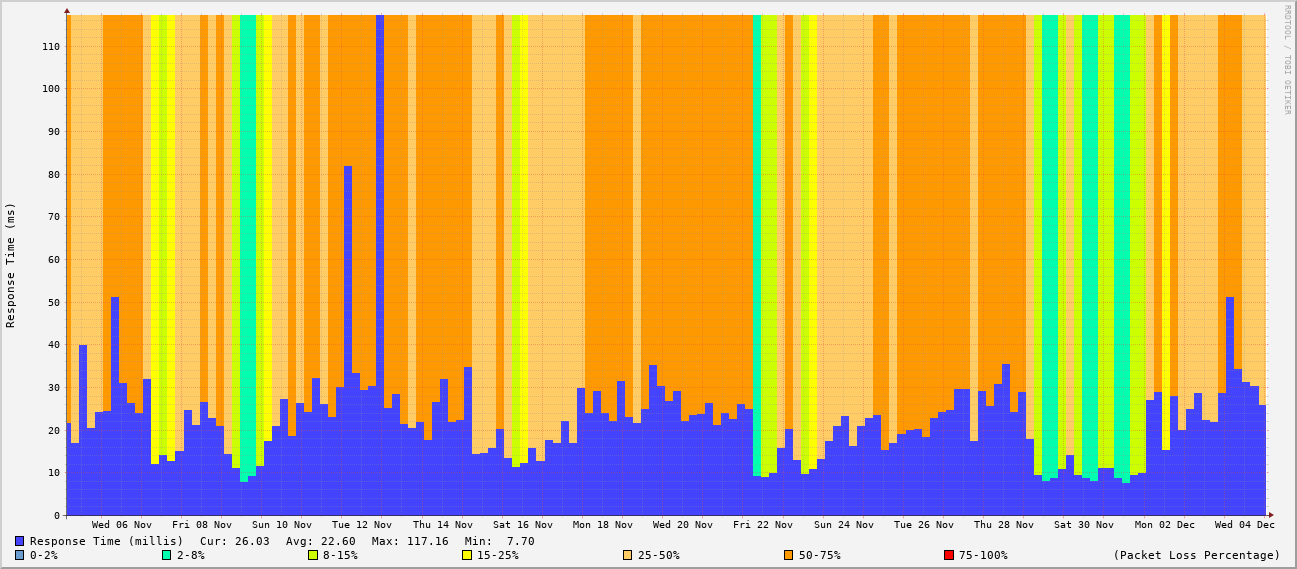 RRDTOOL / TOBI OETIKER
Response Time (ms)
110
100
90
80
70
60
50
40
30
20
10
0
Wed 06 Nov Fri 08 Nov Sun 10 Nov Tue 12 Nov Thu 14 Nov Sat 16 Nov Mon 18 Nov Wed 20 Nov Fri 22 Nov Sun 24 Nov Tue 26 Nov Thu 28 Nov Sat 30 Nov Mon 02 Dec Wed 04 Dec
Response Time (millis) Cur: 26.03 Avg: 22.60 Max: 117.16 Min: 7.70
0-2% 2-8% 8-15% 15-25% 25-50% 50-75% 75-100% (Packet Loss Percentage)